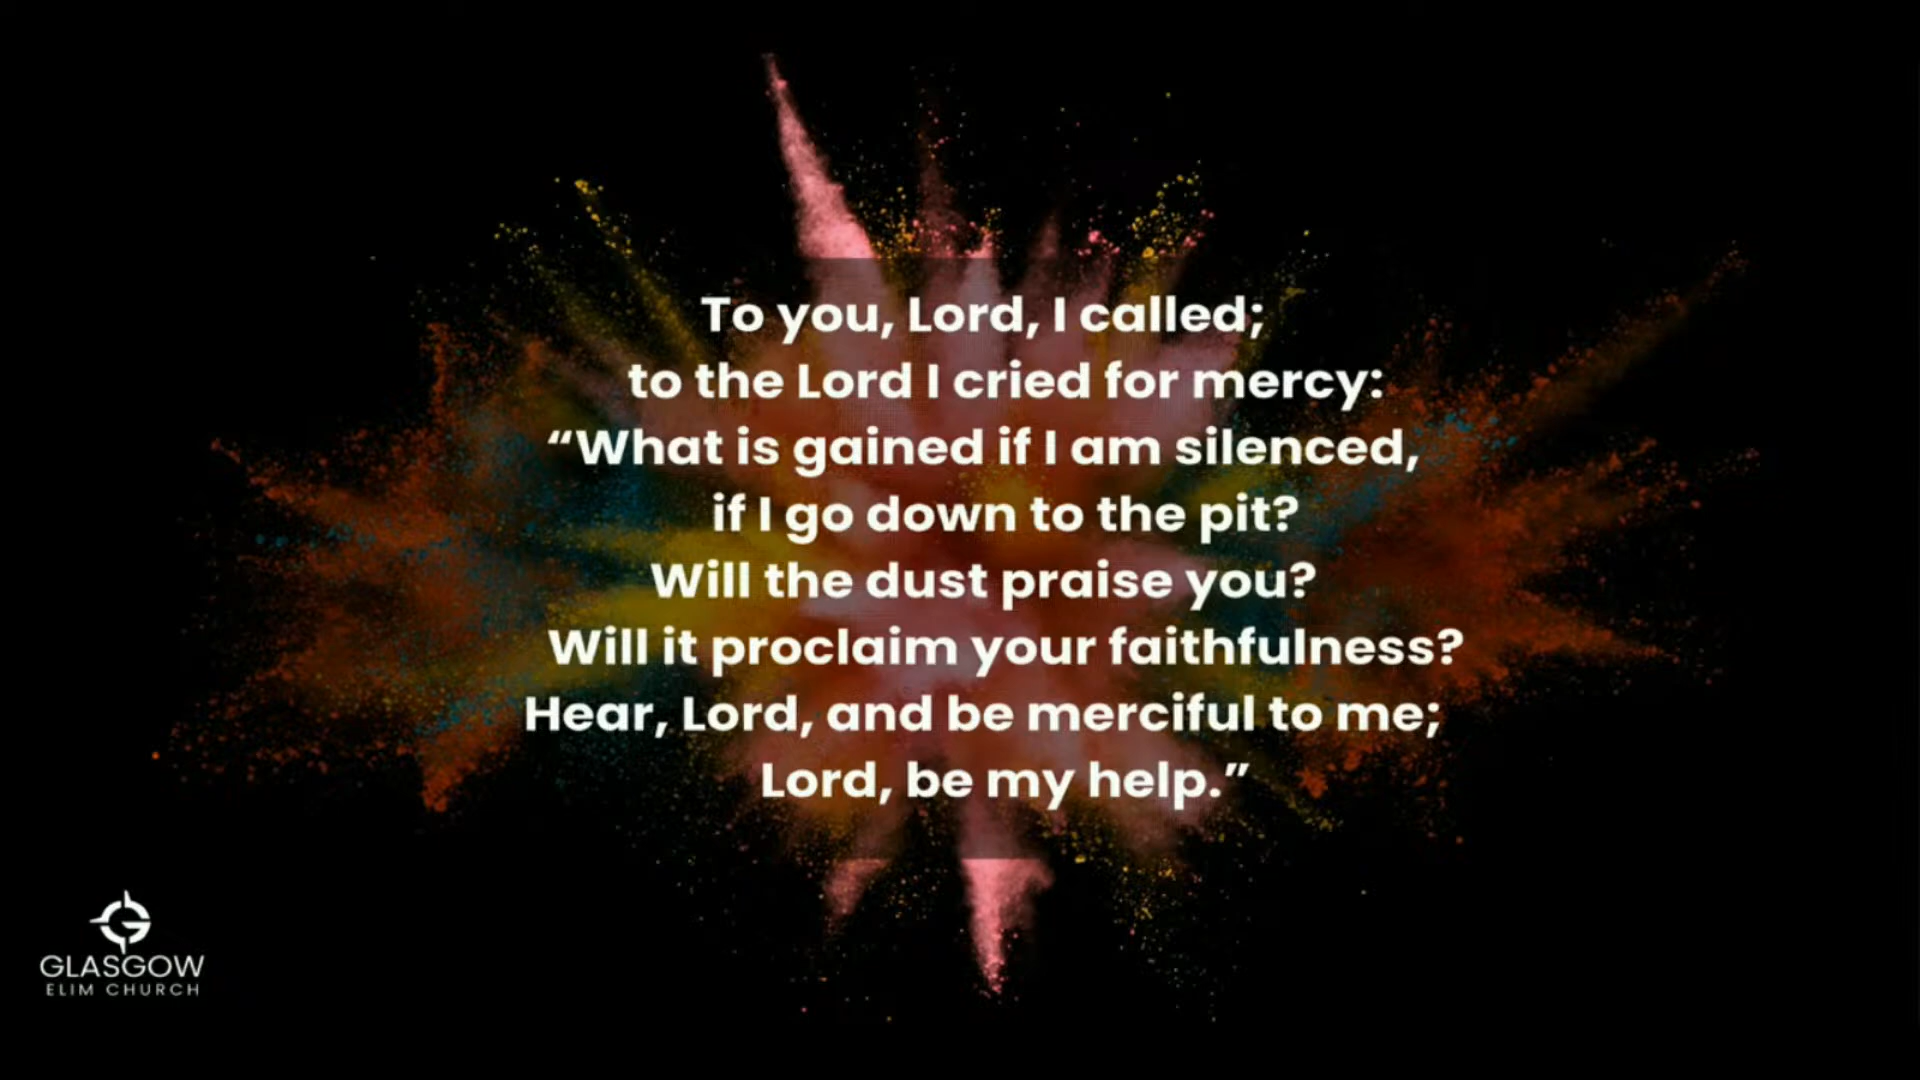 To you, Lord, I called;
to the Lord I cried for mercy:
“What is gained if I am silenced,
if I go down to the pit?
Will the dust praise you?
Will it proclaim your faithfulness?
Hear, Lord, and be merciful to me;
Lord, be my help.”
GLASGOW
ELIM CHURCH